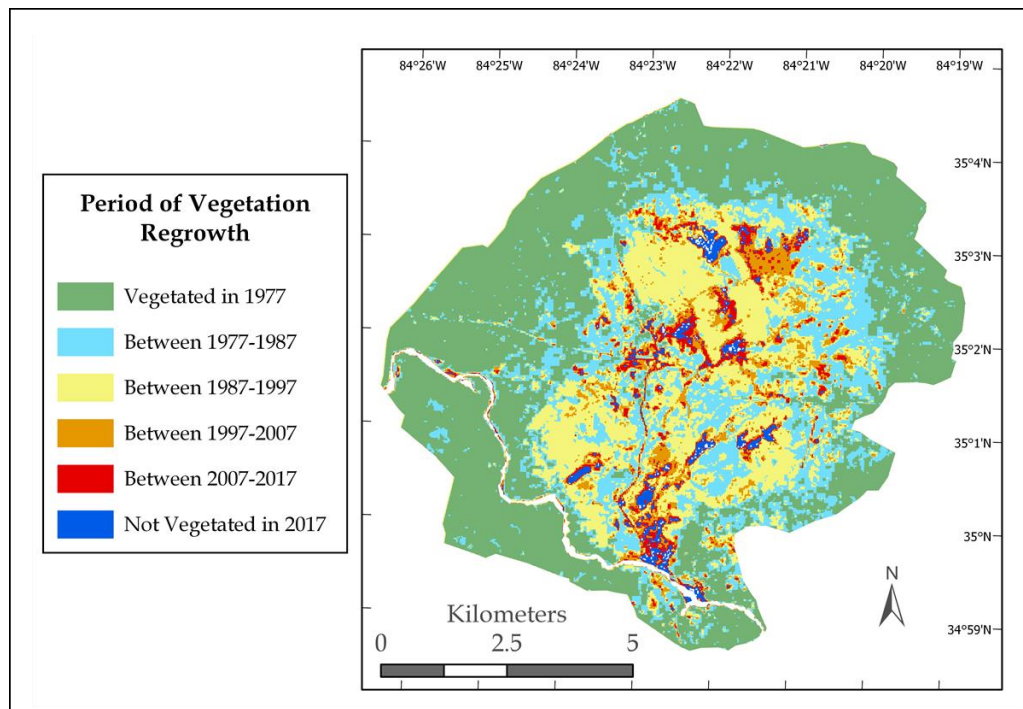 84°26'W 84°25'W 84°24'W 84°23'W 84°22'W 84°21'W 84°20'W 84°19'W
35°4'N
Period of Vegetation
Regrowth
35°3'N
Vegetated in 1977
Between 1977-1987
35°2'N
Between 1987-1997
Between 1997-2007
35°1'N
Between 2007-2017
Not Vegetated in 2017
35°N
N
Kilometers
34°59'N
0 2.5 5